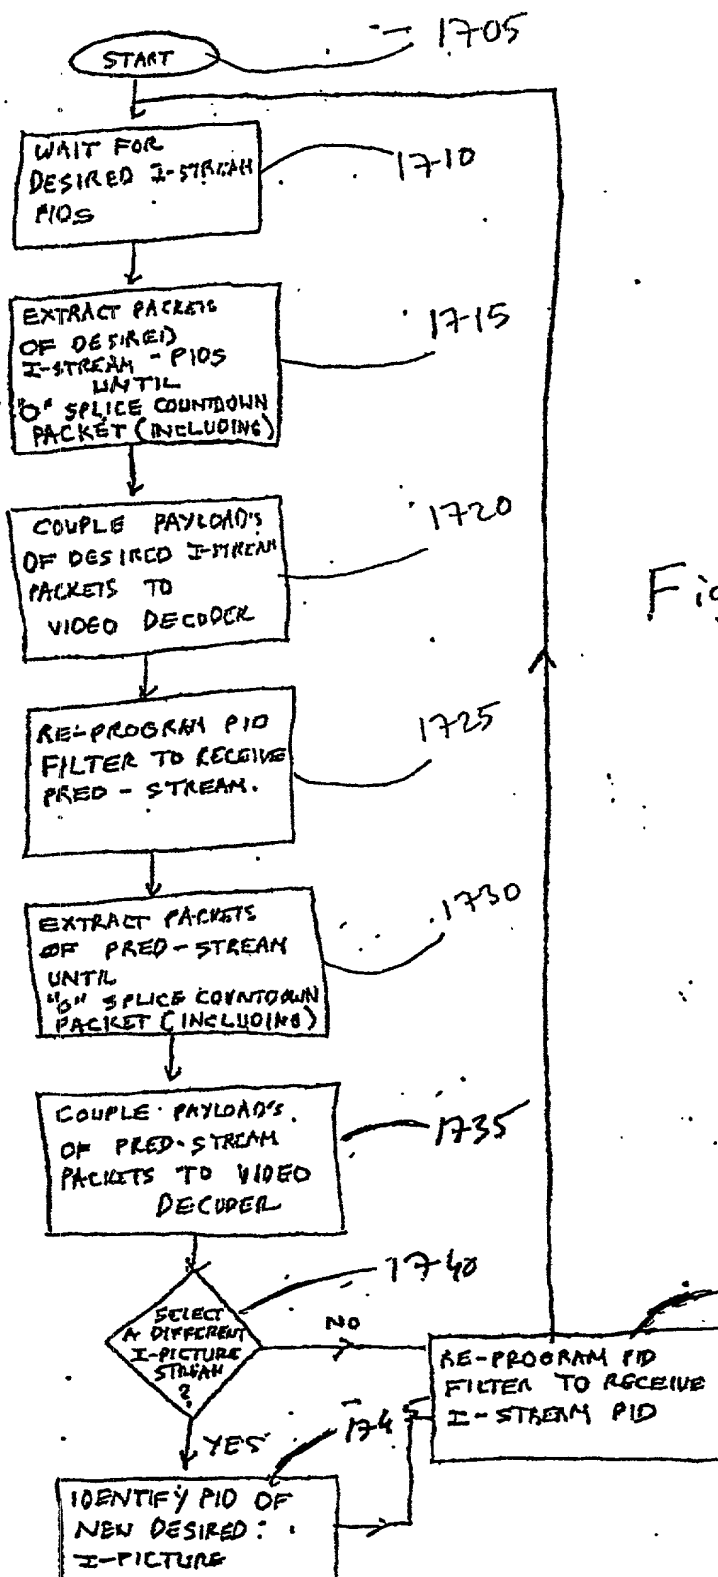 1705
START
WAIT FOR
DESIRED I-STREAM
PIDS
1710
EXTRACT PACKETS
OF DESIRED
I-STREAM - PIDS
UNTIL
"0" SPLICE COUNTDOWN
PACKET (INCLUDING)
1715
COUPLE PAYLOAD'S
OF DESIRED I-STREAM
PACKETS TO
VIDEO DECODER
1720
Fig
RE-PROGRAM PID
FILTER TO RECEIVE
PRED - STREAM.
1725
EXTRACT PACKETS
OF PRED-STREAM
UNTIL
"0" SPLICE COUNTDOWN
PACKET (INCLUDING)
1730
COUPLE PAYLOAD'S
OF PRED-STREAM
PACKETS TO VIDEO
DECODER
1735
1740
SELECT
A DIFFERENT
I-PICTURE
STREAM
?
NO
YES
RE-PROGRAM PID
FILTER TO RECEIVE
I-STREAM PID
174
IDENTIFY PID OF
NEW DESIRED
I-PICTURE